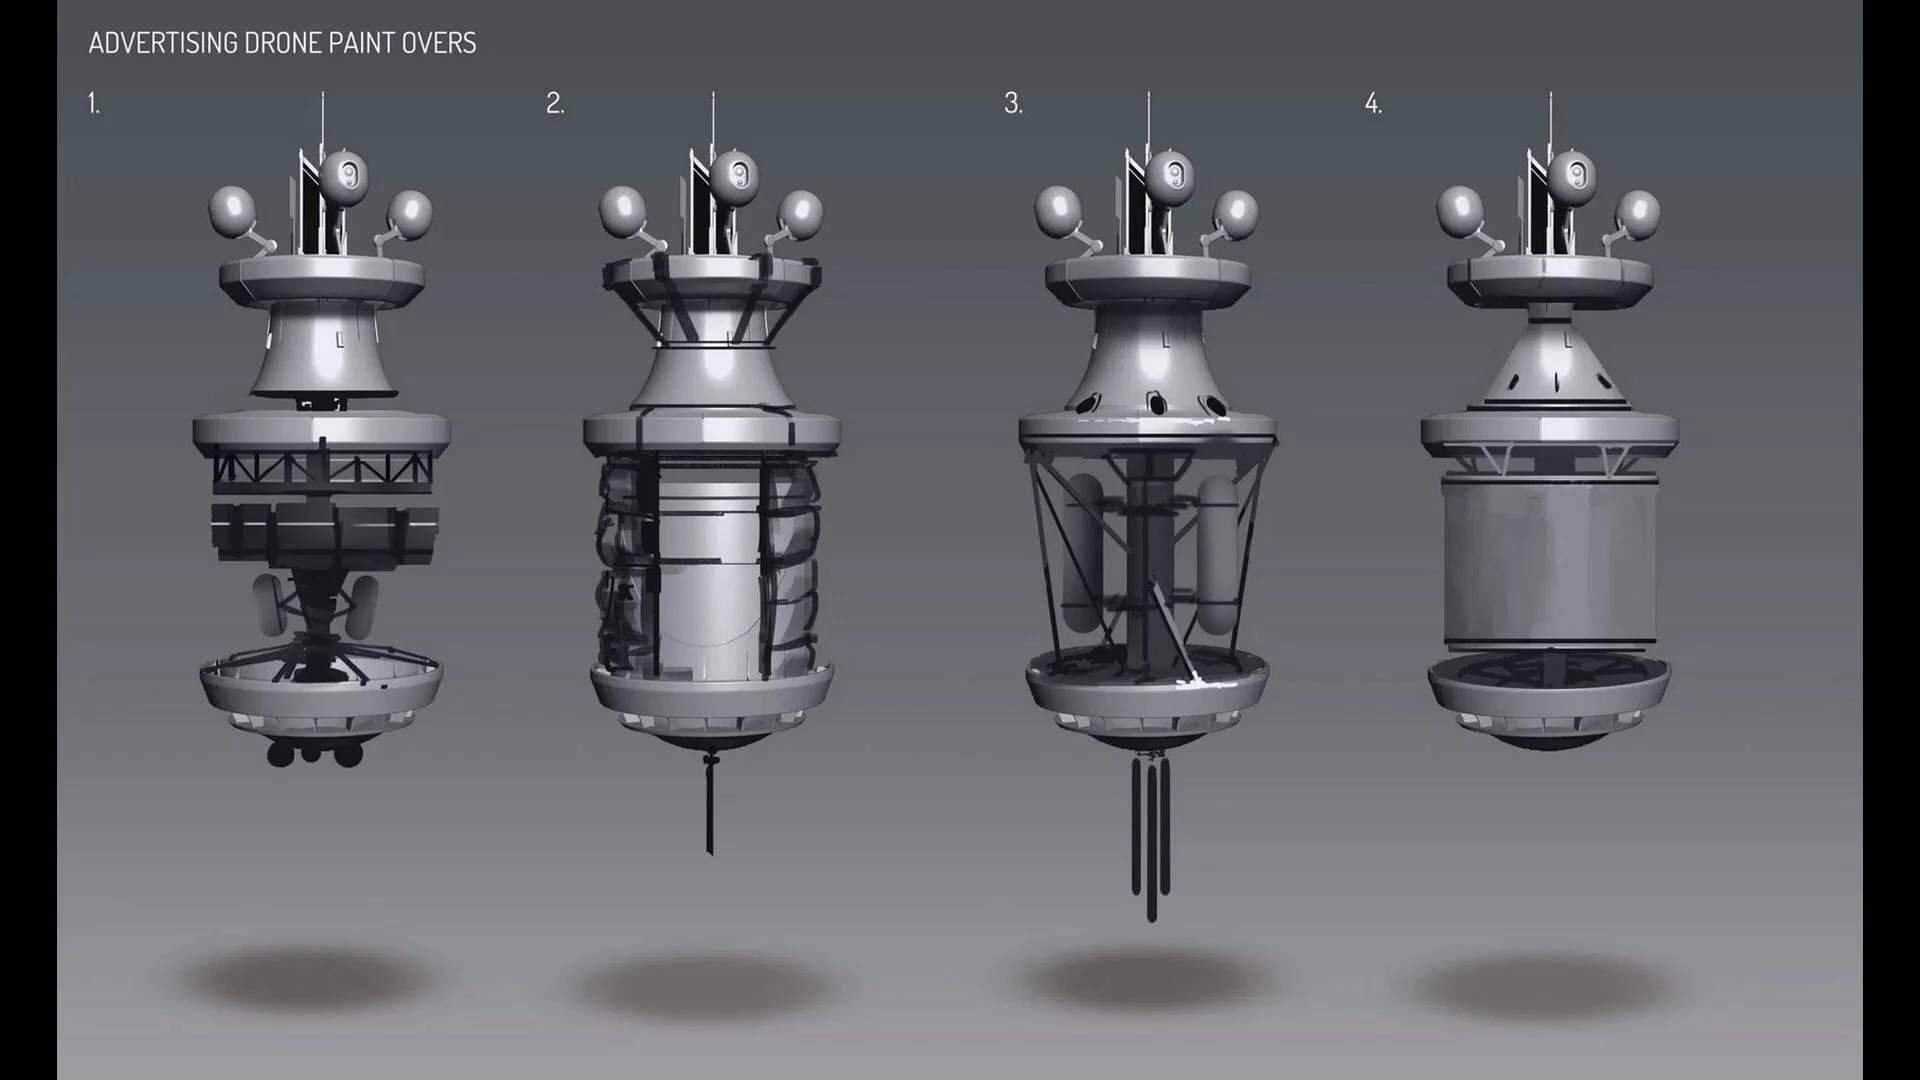 ADVERTISING DRONE PAINT OVERS
1. 2. 3. 4.